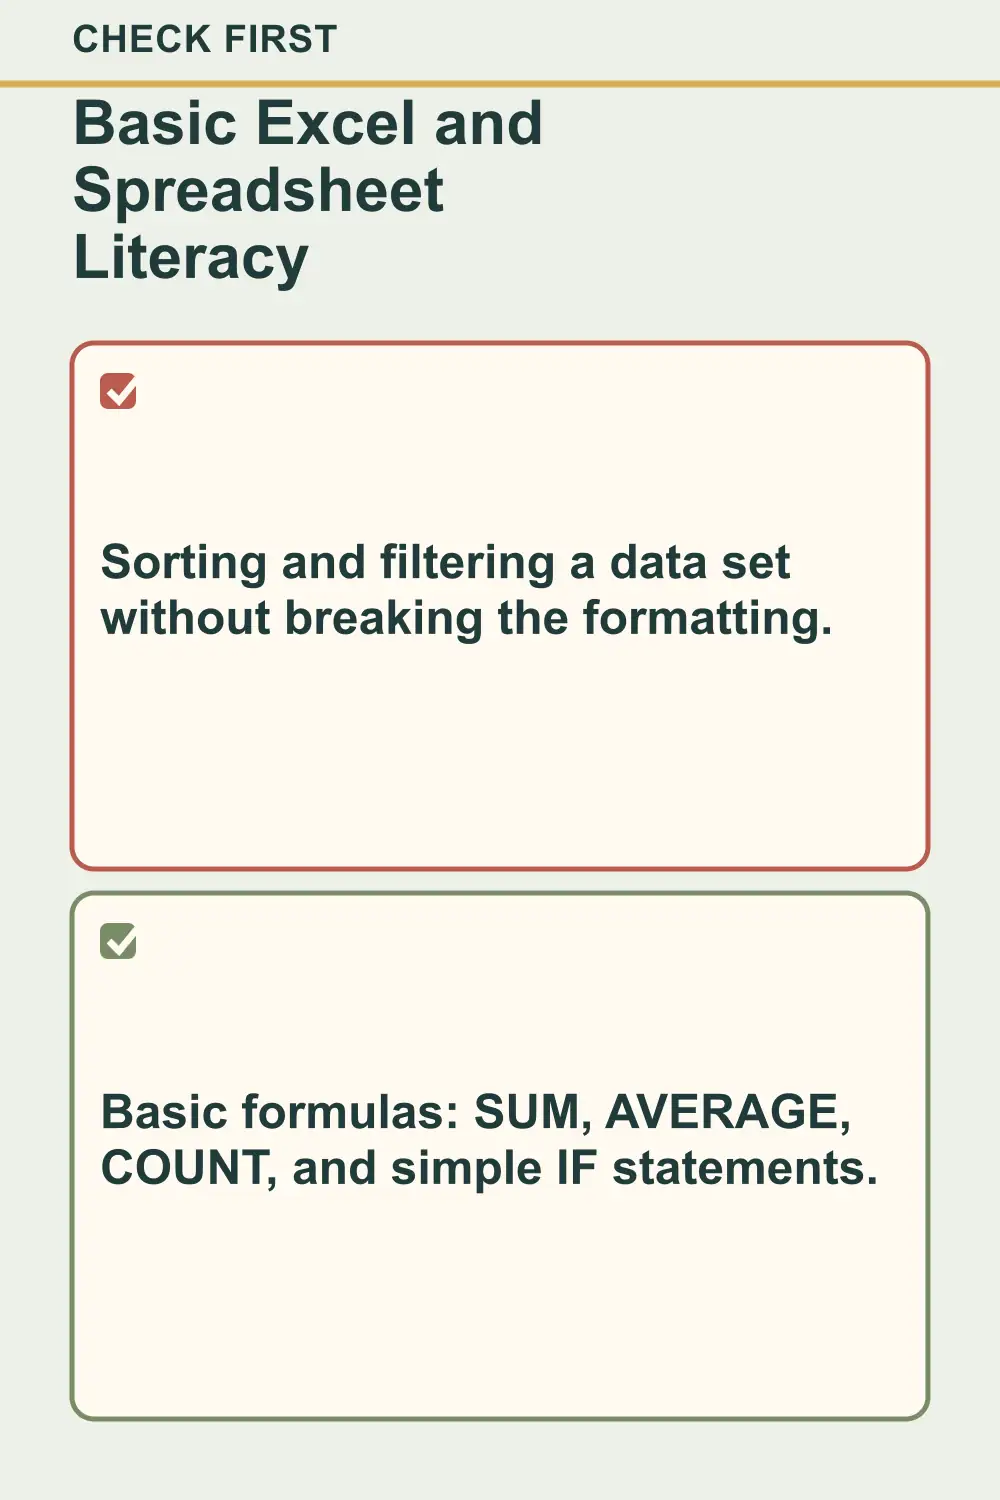 CHECK FIRST
Basic Excel and
Spreadsheet
Literacy
Sorting and filtering a data set
without breaking the formatting.
Basic formulas: SUM, AVERAGE,
COUNT, and simple IF statements.